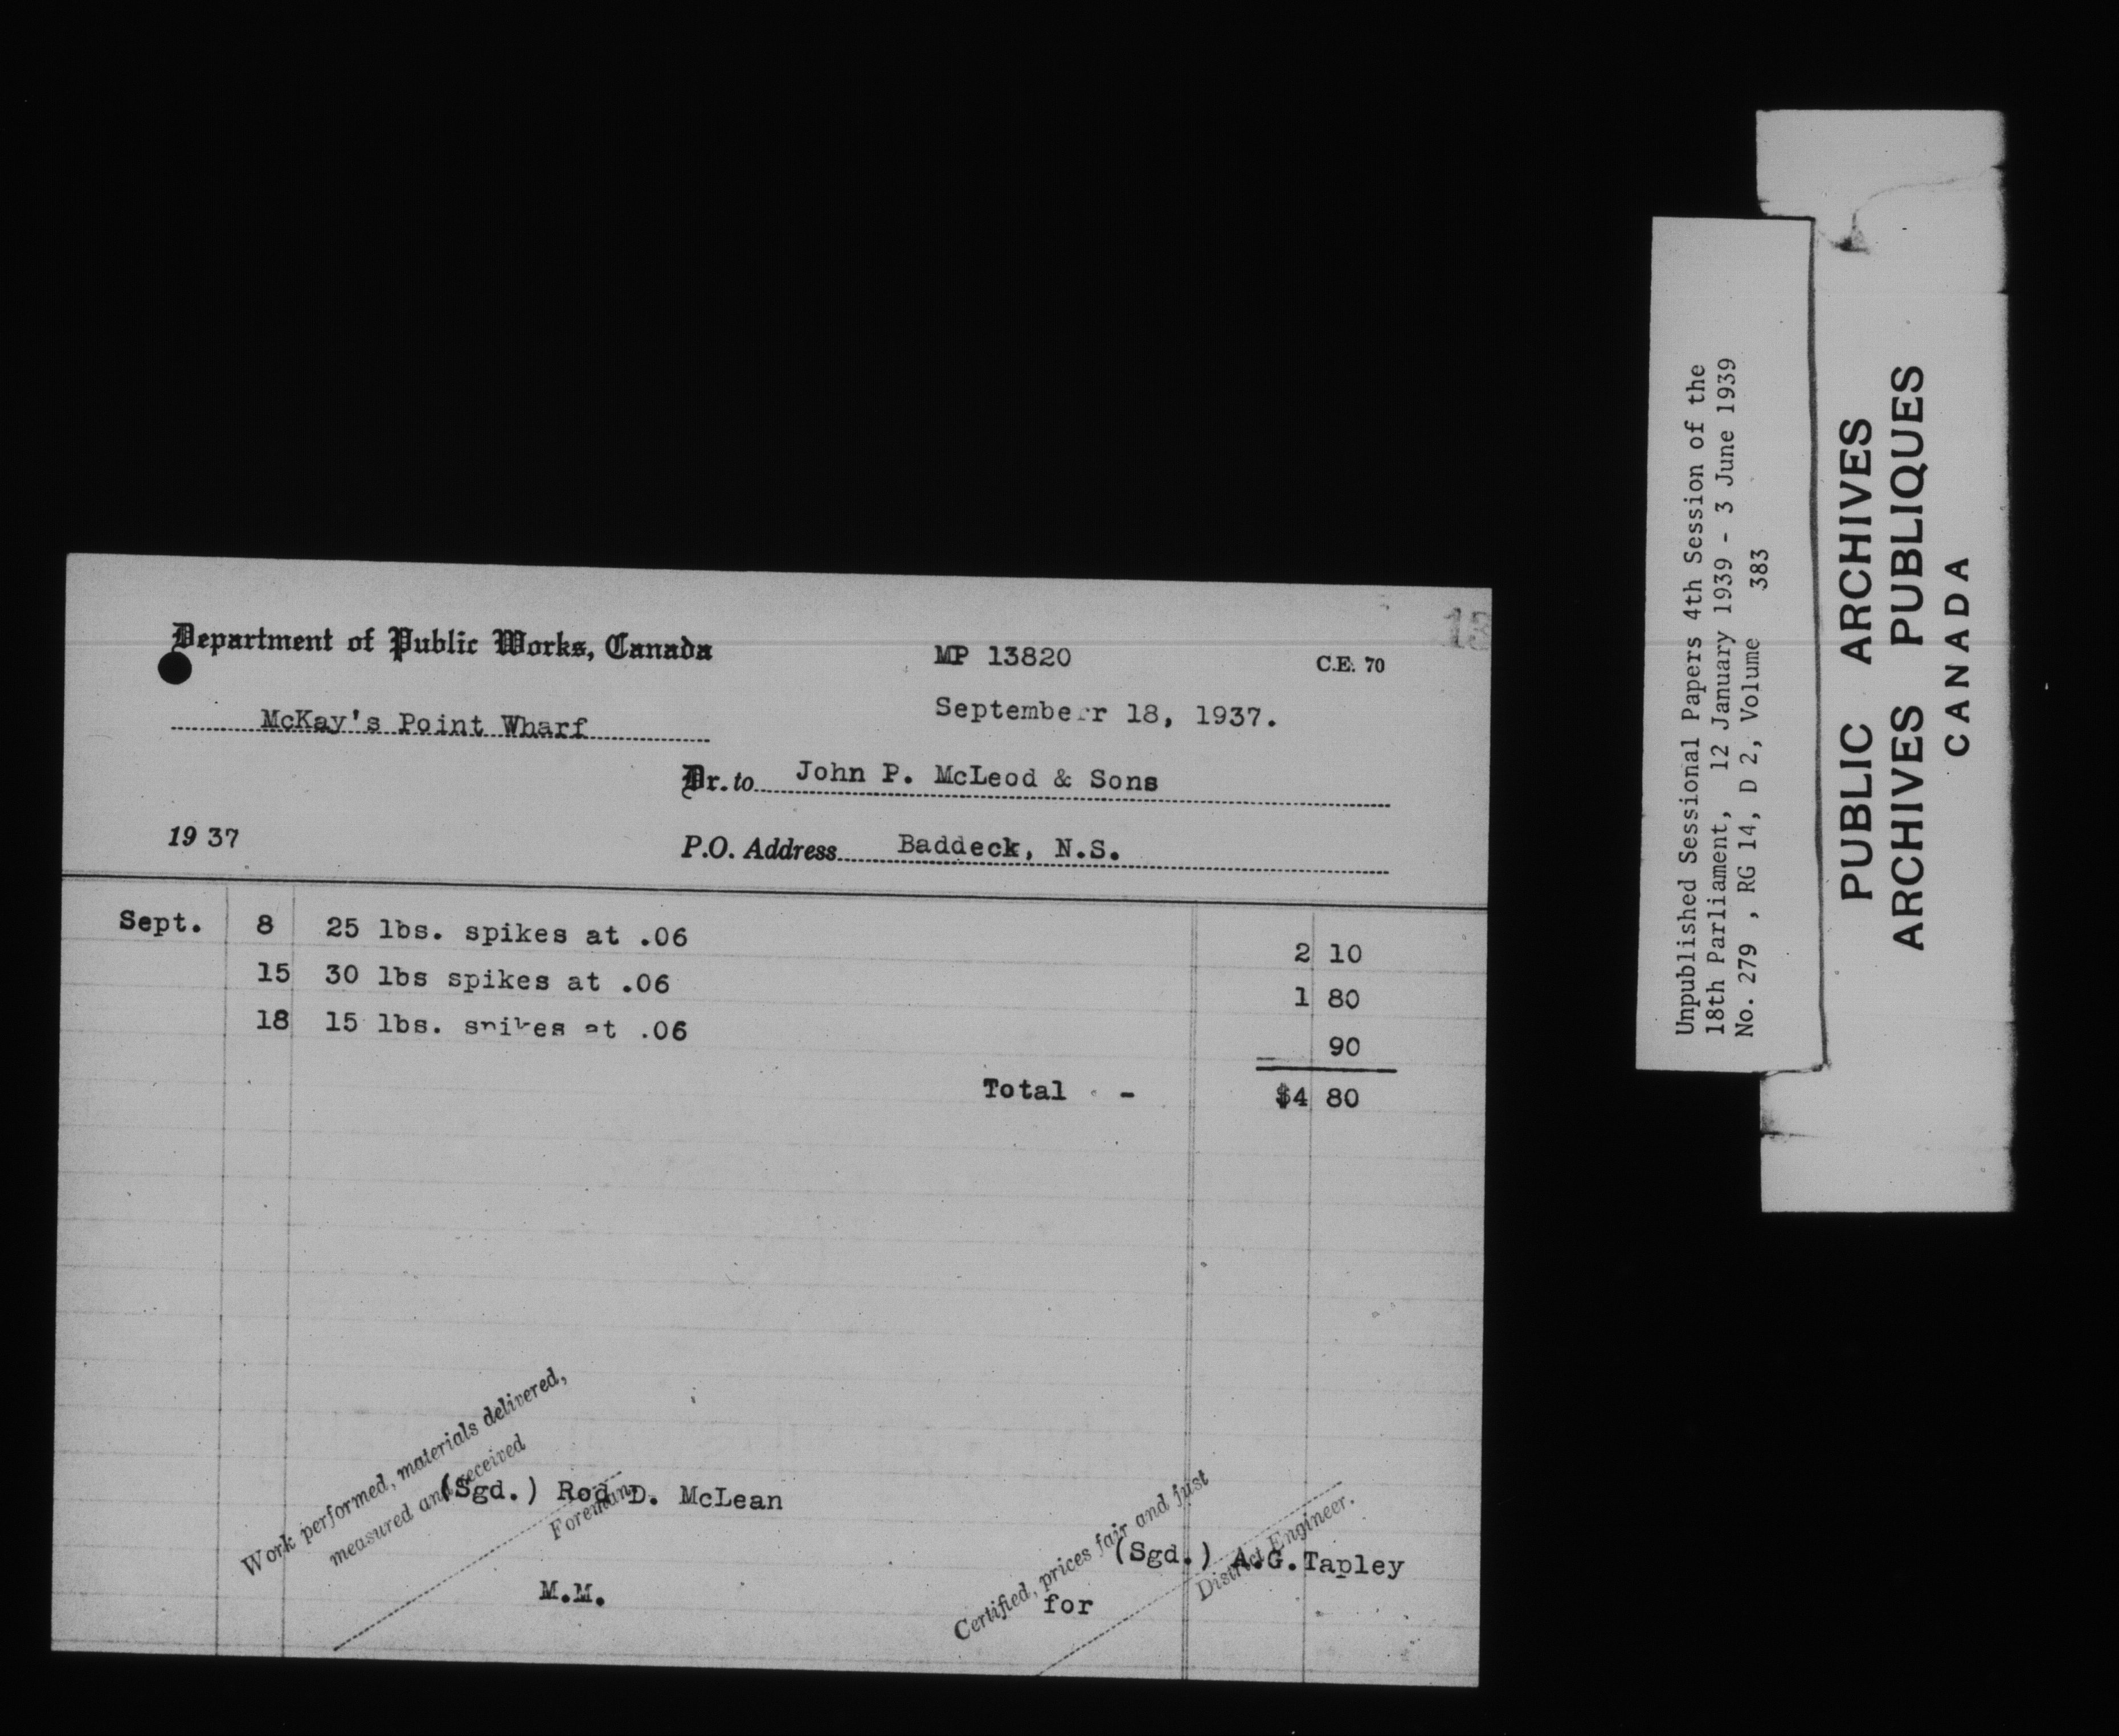 Department of Public Works, Canada
MP 13820
C.E. 70
McKay's Point Wharf
Septemberr 18, 1937.
Dr. to John P. McLeod & Sons
1937
P.O. Address Baddeck, N.S.
Sept. 8 25 lbs. spikes at .06 2 10
15 30 lbs spikes at .06 1 80
18 15 lbs. spikes at .06 90
Total - $4 80
Work performed, materials delivered,
measured and received
(Sgd.) Rod D. McLean
Foreman.
M.M.
Certified, prices fair and just
(Sgd.) A.G.Tapley
for
District Engineer.
Unpublished Sessional Papers 4th Session of the
18th Parliament, 12 January 1939 - 3 June 1939
No. 279 , RG 14, D 2, Volume 383
PUBLIC ARCHIVES
ARCHIVES PUBLIQUES
CANADA